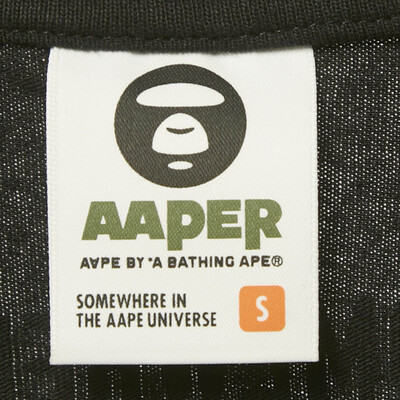 AAPER
AAPE BY *A BATHING APE®
SOMEWHERE IN
THE AAPE UNIVERSE
S